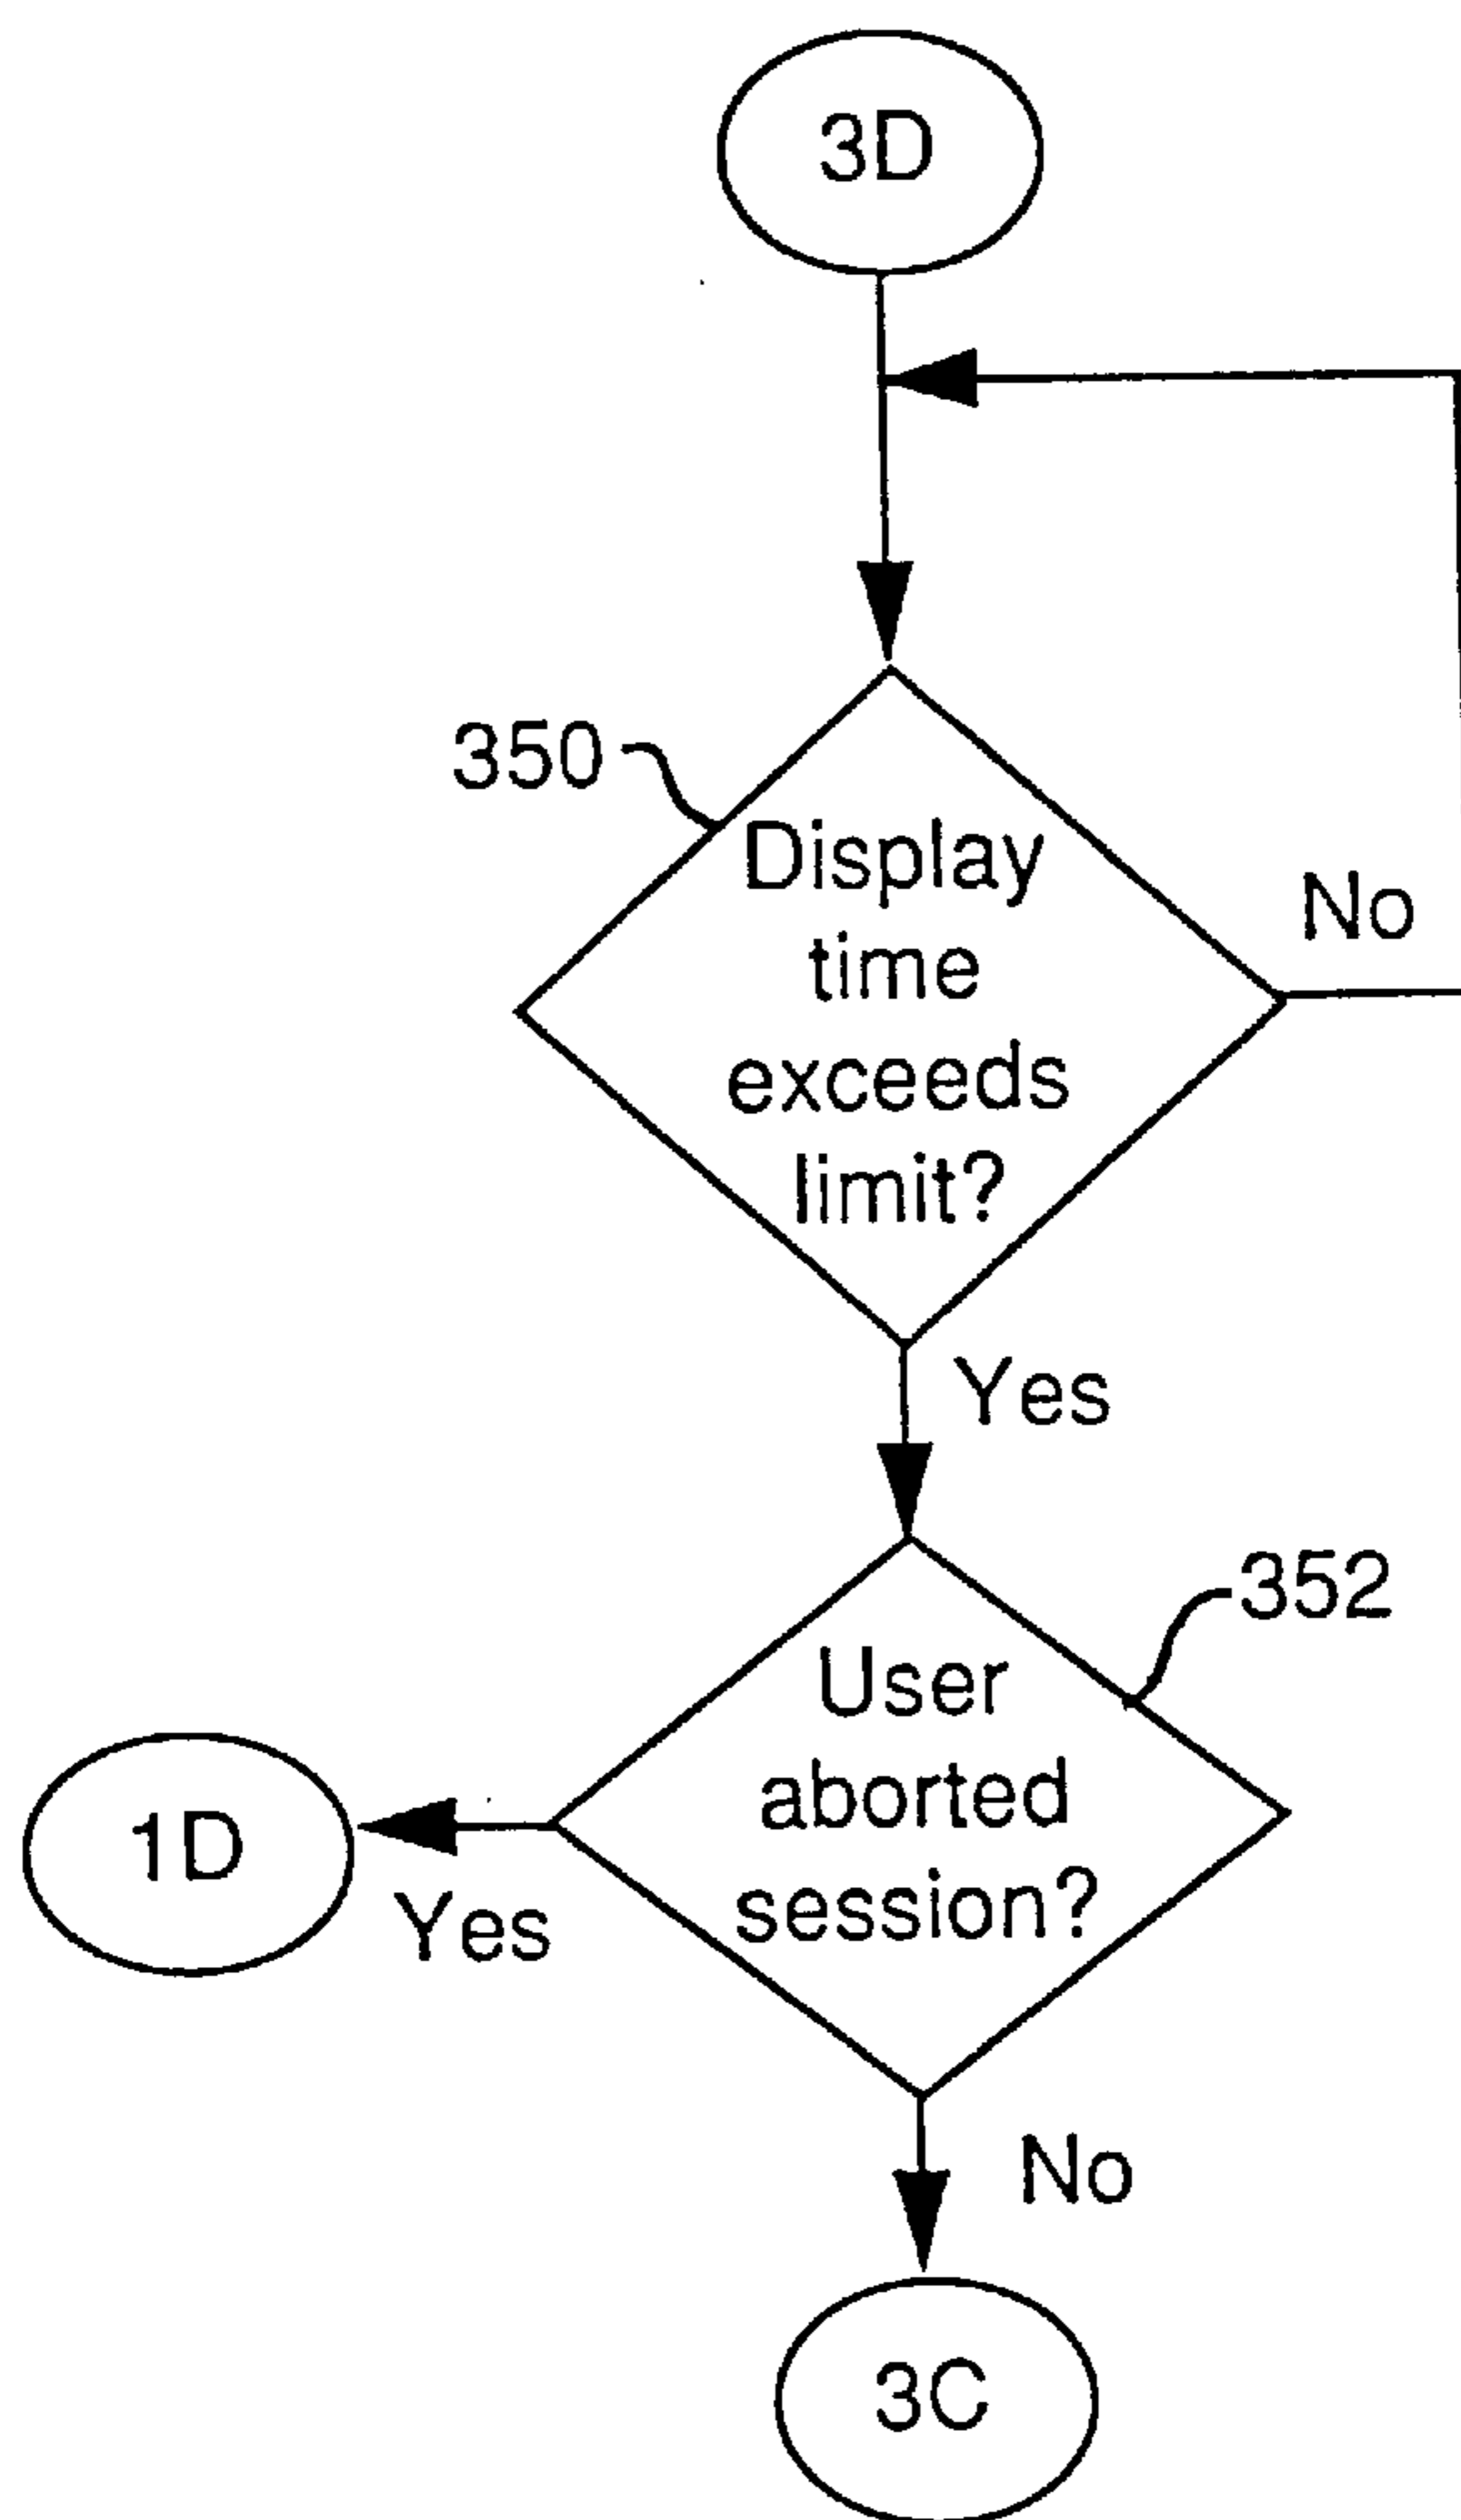 3D
350
Display
time
exceeds
limit?
No
Yes
352
User
aborted
session?
1D
Yes
No
3C